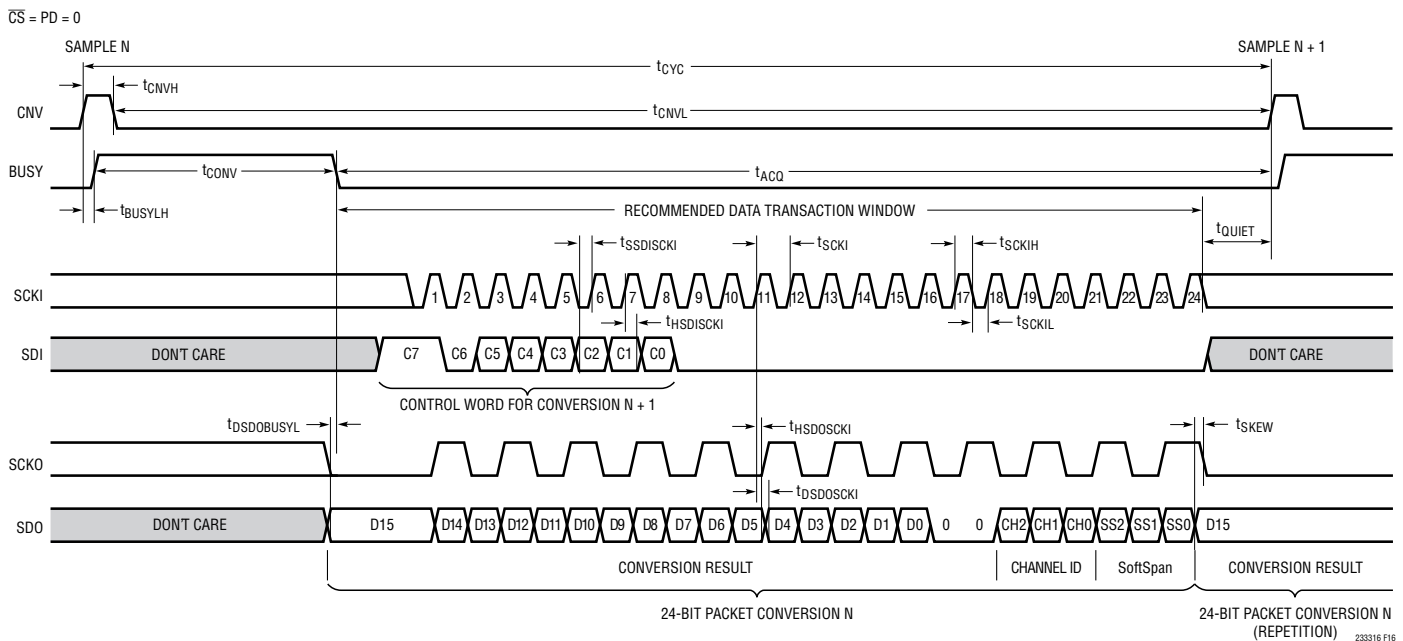 CS = PD = 0
SAMPLE N
SAMPLE N + 1
tCYC
tCNVH
CNV
tCNVL
BUSY
tCONV
tACQ
tBUSYLH
RECOMMENDED DATA TRANSACTION WINDOW
tQUIET
tSSDISCKI
tSCKI
tSCKIH
SCKI
1 2 3 4 5 6 7 8 9 10 11 12 13 14 15 16 17 18 19 20 21 22 23 24
tHSDISCKI
tSCKIL
SDI
DON'T CARE
C7 C6 C5 C4 C3 C2 C1 C0
DON'T CARE
CONTROL WORD FOR CONVERSION N + 1
tDSDOBUSYL
tHSDOSCKI
tSKEW
SCKO
tDSDOSCKI
SDO
DON'T CARE
D15 D14 D13 D12 D11 D10 D9 D8 D7 D6 D5 D4 D3 D2 D1 D0 0 0 CH2 CH1 CH0 SS2 SS1 SS0 D15
CONVERSION RESULT
CHANNEL ID
SoftSpan
CONVERSION RESULT
24-BIT PACKET CONVERSION N
24-BIT PACKET CONVERSION N
(REPETITION)
233316 F16